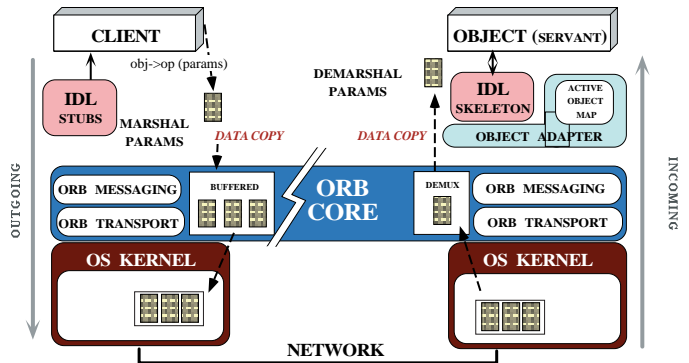 CLIENT
OBJECT (SERVANT)
obj->op (params)
IDL
STUBS
MARSHAL
PARAMS
DEMARSHAL
PARAMS
IDL
SKELETON
ACTIVE
OBJECT
MAP
DATA COPY
DATA COPY
OBJECT ADAPTER
OUTGOING
INCOMING
ORB MESSAGING
ORB TRANSPORT
BUFFERED
ORB
CORE
DEMUX
ORB MESSAGING
ORB TRANSPORT
OS KERNEL
OS KERNEL
NETWORK